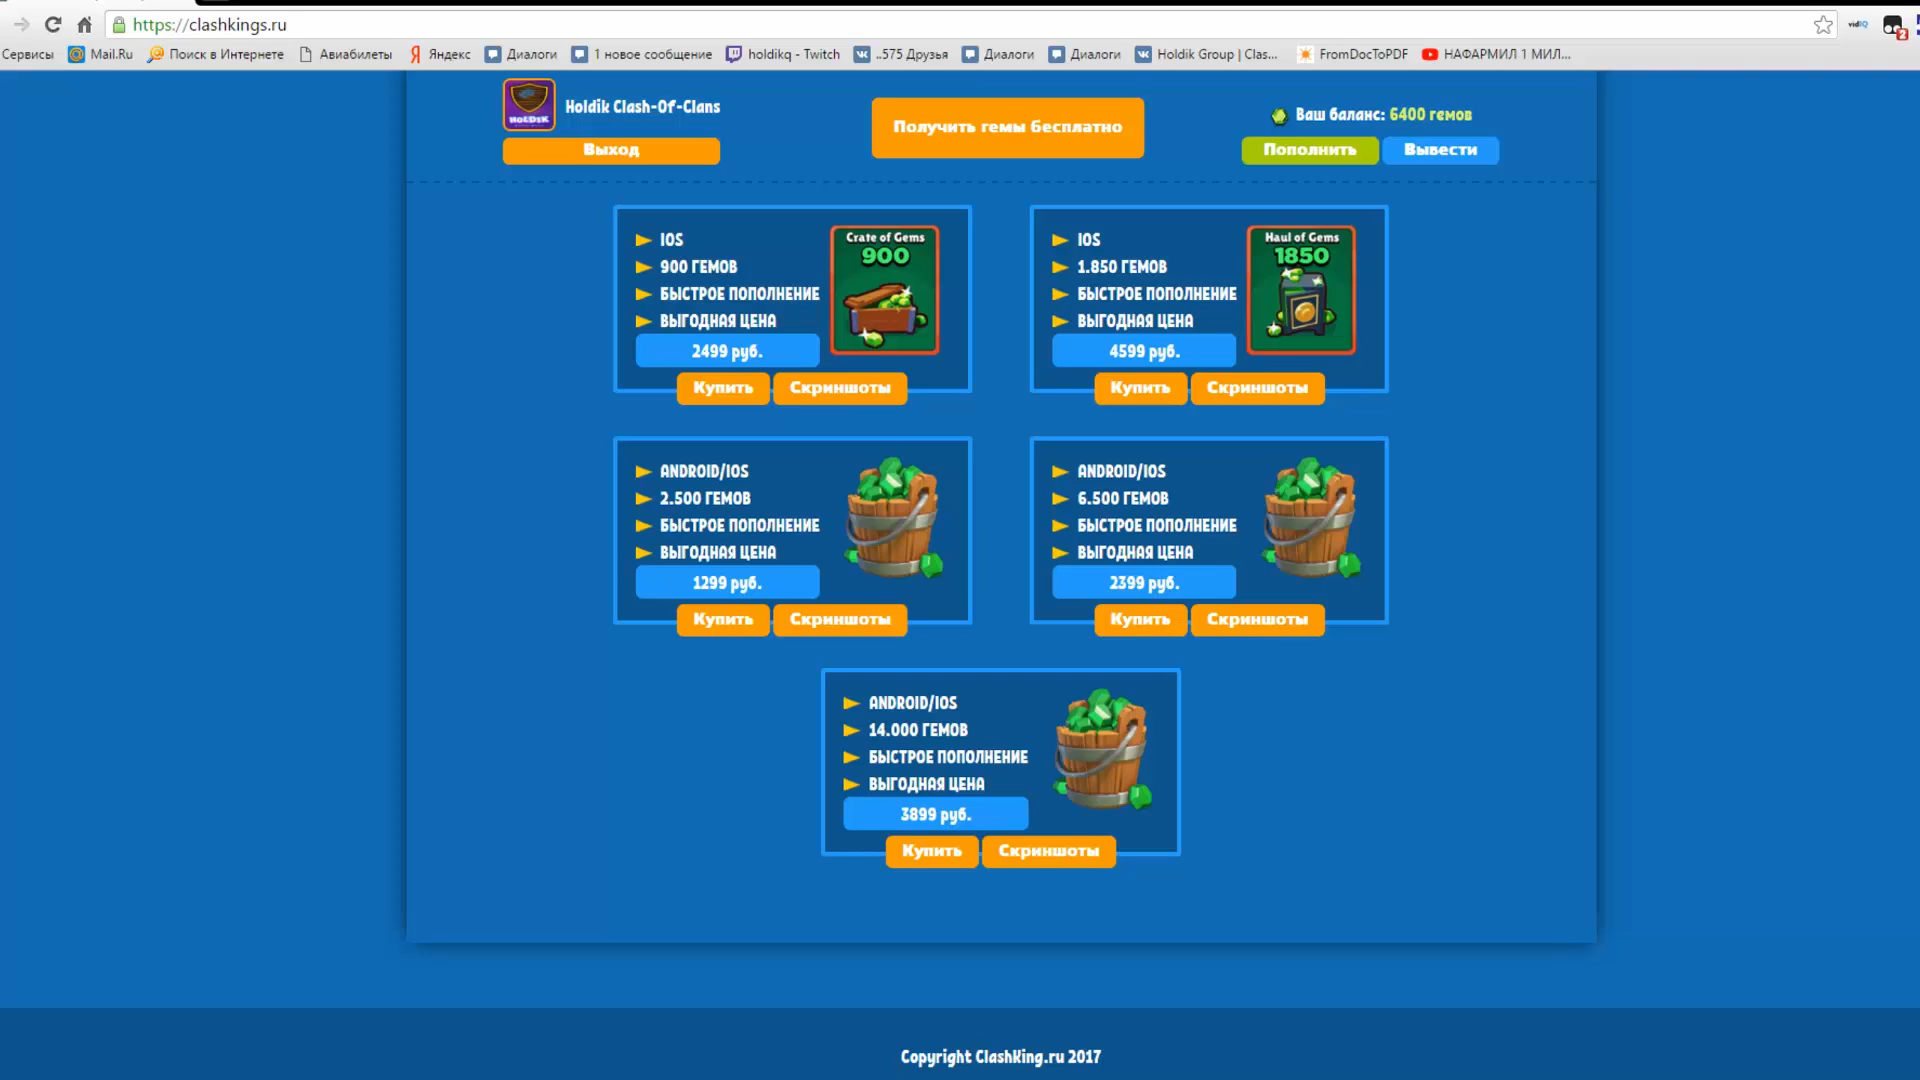 https://clashkings.ru
vidIQ
2
Сервисы Mail.Ru Поиск в Интернете Авиабилеты Яндекс Диалоги 1 новое сообщение holdikq - Twitch ..575 Друзья Диалоги Диалоги Holdik Group | Clas... FromDocToPDF НАФАРМИЛ 1 МИЛ...
HOLDIK
Holdik Clash-Of-Clans
Выход
Получить гемы бесплатно
Ваш баланс: 6400 гемов
Пополнить Вывести
IOS
900 ГЕМОВ
БЫСТРОЕ ПОПОЛНЕНИЕ
ВЫГОДНАЯ ЦЕНА
2499 руб.
Crate of Gems
900
Купить Скриншоты
IOS
1.850 ГЕМОВ
БЫСТРОЕ ПОПОЛНЕНИЕ
ВЫГОДНАЯ ЦЕНА
4599 руб.
Haul of Gems
1850
Купить Скриншоты
ANDROID/IOS
2.500 ГЕМОВ
БЫСТРОЕ ПОПОЛНЕНИЕ
ВЫГОДНАЯ ЦЕНА
1299 руб.
Купить Скриншоты
ANDROID/IOS
6.500 ГЕМОВ
БЫСТРОЕ ПОПОЛНЕНИЕ
ВЫГОДНАЯ ЦЕНА
2399 руб.
Купить Скриншоты
ANDROID/IOS
14.000 ГЕМОВ
БЫСТРОЕ ПОПОЛНЕНИЕ
ВЫГОДНАЯ ЦЕНА
3899 руб.
Купить Скриншоты
Copyright ClashKing.ru 2017